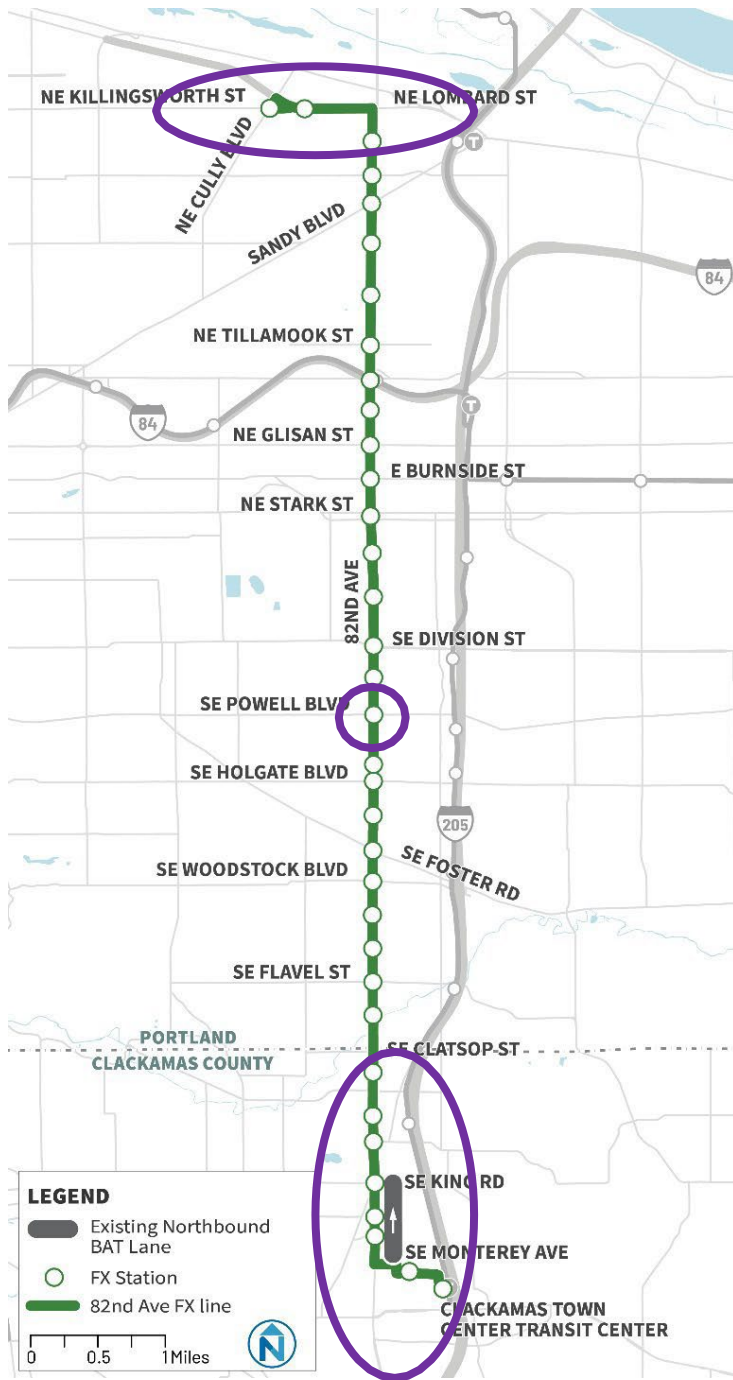 NE KILLINGSWORTH ST
NE LOMBARD ST
NE CULLY BLVD
SANDY BLVD
84
NE TILLAMOOK ST
84
NE GLISAN ST
E BURNSIDE ST
NE STARK ST
82ND AVE
SE DIVISION ST
SE POWELL BLVD
SE HOLGATE BLVD
205
SE FOSTER RD
SE WOODSTOCK BLVD
SE FLAVEL ST
PORTLAND
CLACKAMAS COUNTY
SE CLATSOP ST
SE KING RD
SE MONTEREY AVE
CLACKAMAS TOWN
CENTER TRANSIT CENTER
LEGEND
Existing Northbound
BAT Lane
FX Station
82nd Ave FX line
0 0.5 1 Miles
N
T
T